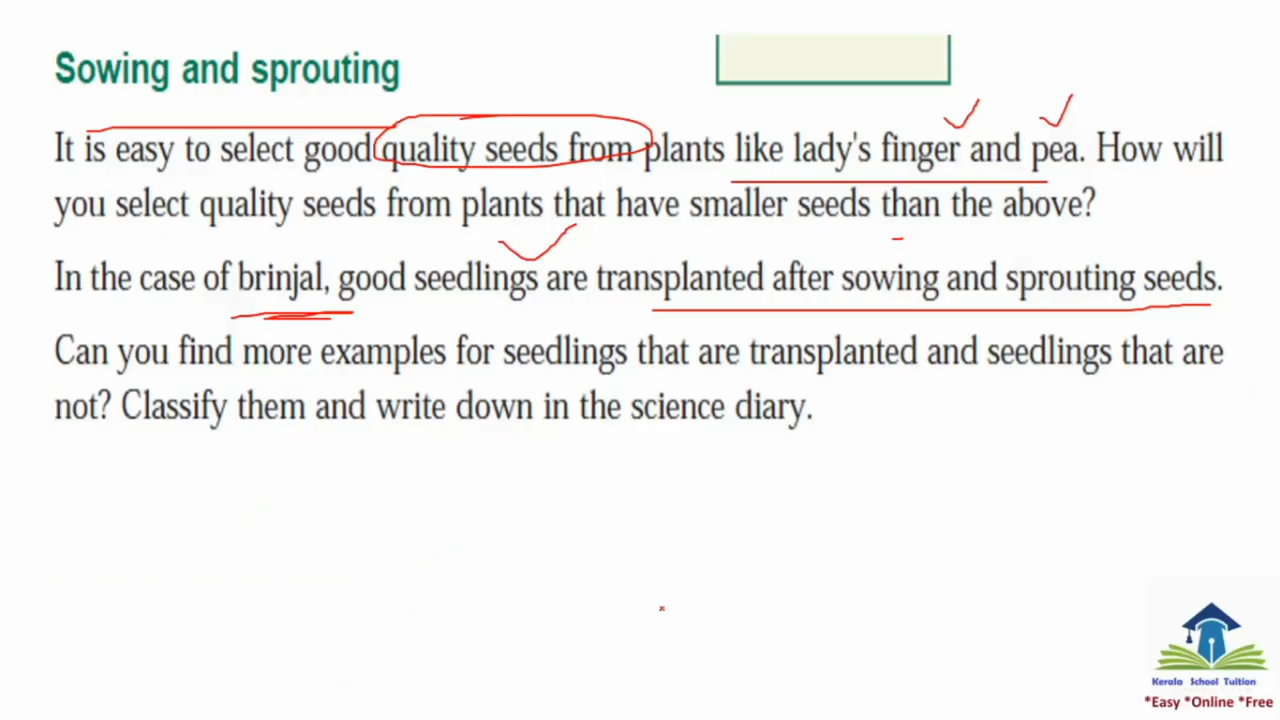 Sowing and sprouting
It is easy to select good quality seeds from plants like lady's finger and pea. How will
you select quality seeds from plants that have smaller seeds than the above?
In the case of brinjal, good seedlings are transplanted after sowing and sprouting seeds.
Can you find more examples for seedlings that are transplanted and seedlings that are
not? Classify them and write down in the science diary.
Kerala School Tuition
*Easy *Online *Free